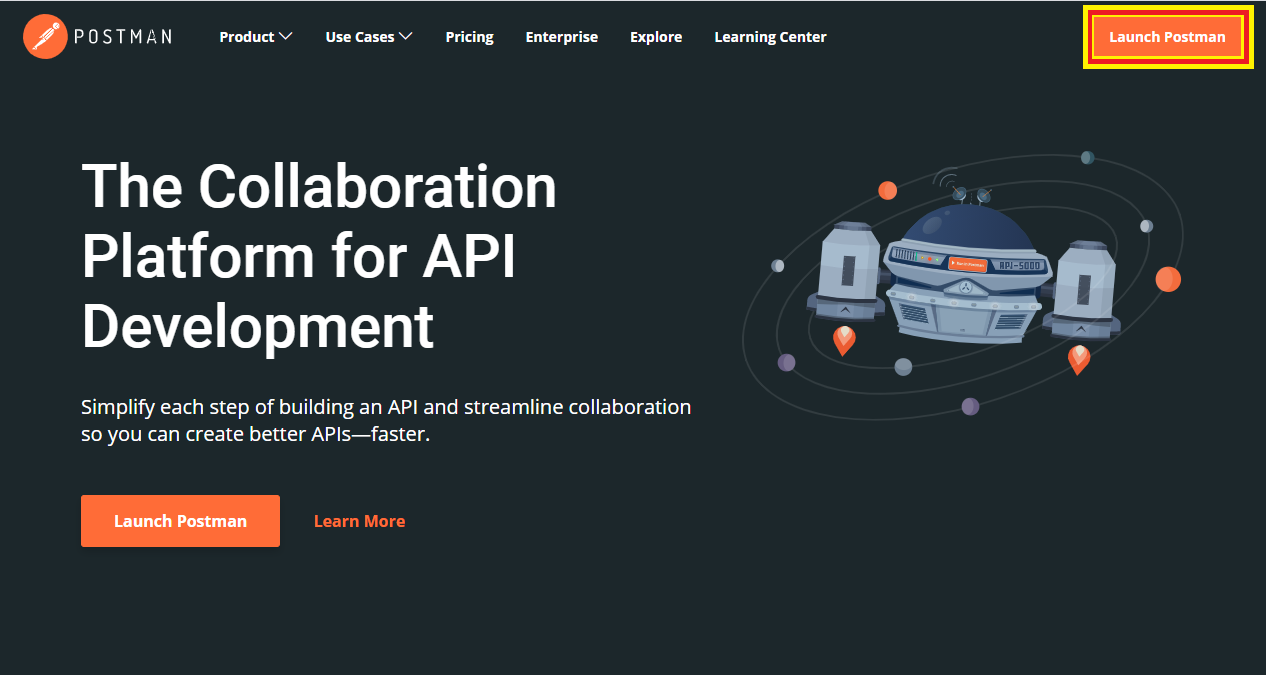 POSTMAN
Product
Use Cases
Pricing
Enterprise
Explore
Learning Center
Launch Postman
The Collaboration
Platform for API
Development
RPI-5000
Simplify each step of building an API and streamline collaboration
so you can create better APIs—faster.
Launch Postman
Learn More